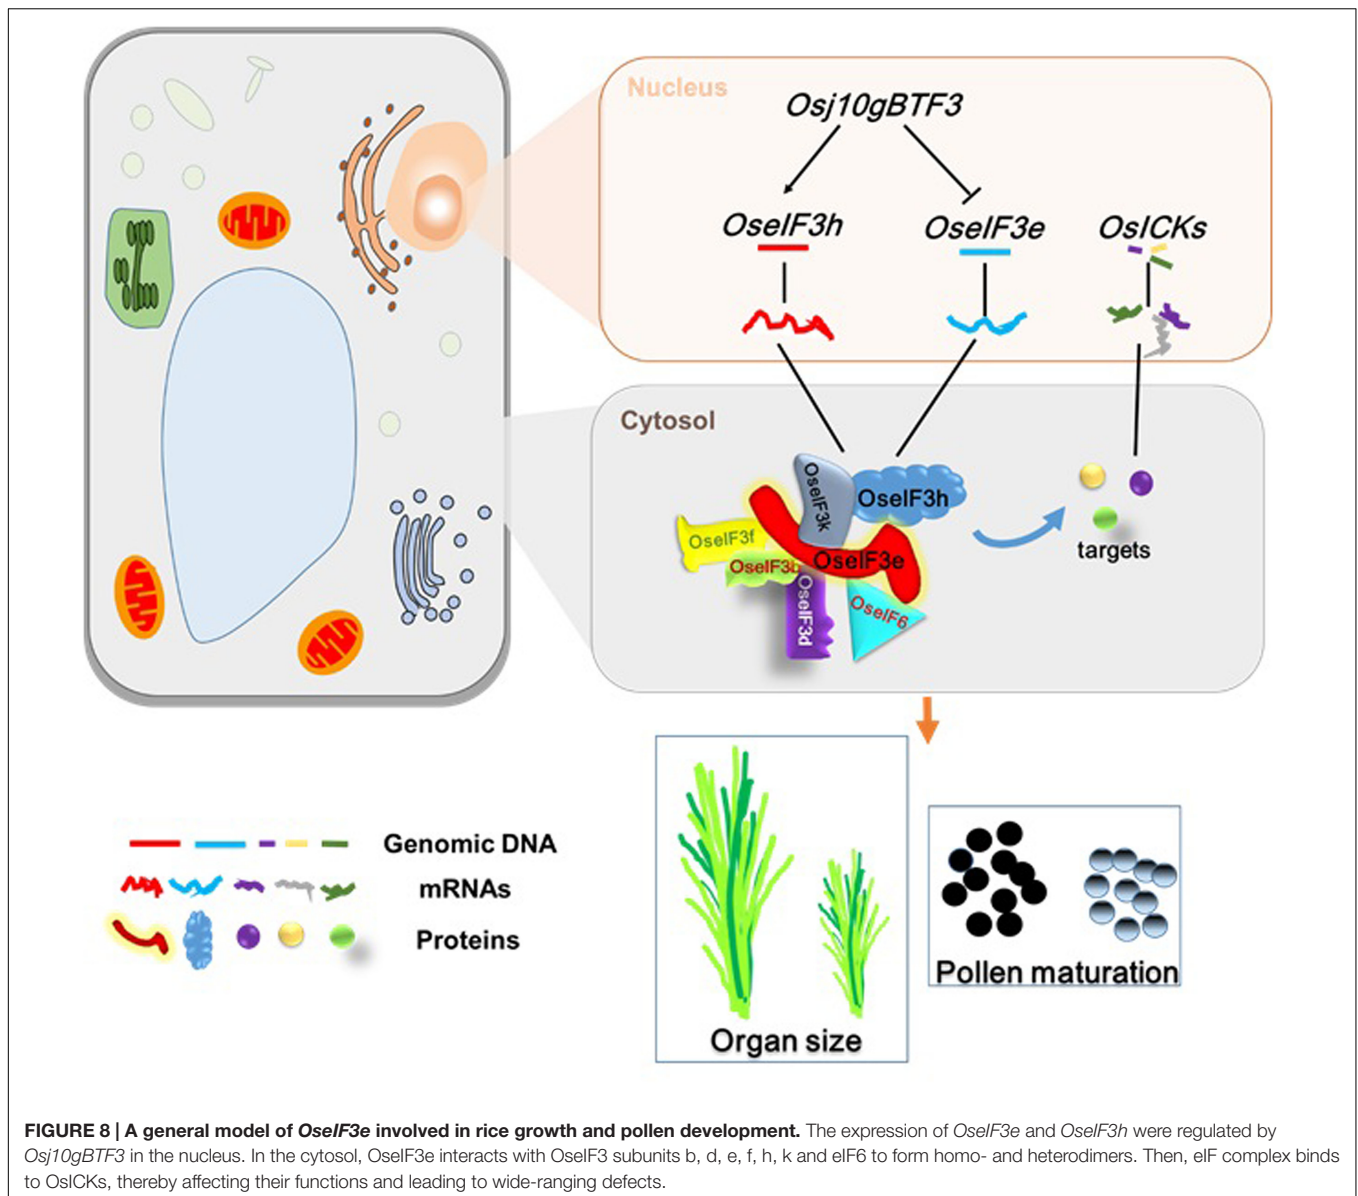 Nucleus
Osj10gBTF3
OseIF3h
OseIF3e
OsICKs
Cytosol
OseIF3k
OseIF3h
OseIF3f
OseIF3b
OseIF3e
OseIF3d
OseIF6
targets
Genomic DNA
mRNAs
Proteins
Organ size
Pollen maturation
FIGURE 8 | A general model of OseIF3e involved in rice growth and pollen development. The expression of OseIF3e and OseIF3h were regulated by
Osj10gBTF3 in the nucleus. In the cytosol, OseIF3e interacts with OseIF3 subunits b, d, e, f, h, k and eIF6 to form homo- and heterodimers. Then, eIF complex binds
to OsICKs, thereby affecting their functions and leading to wide-ranging defects.